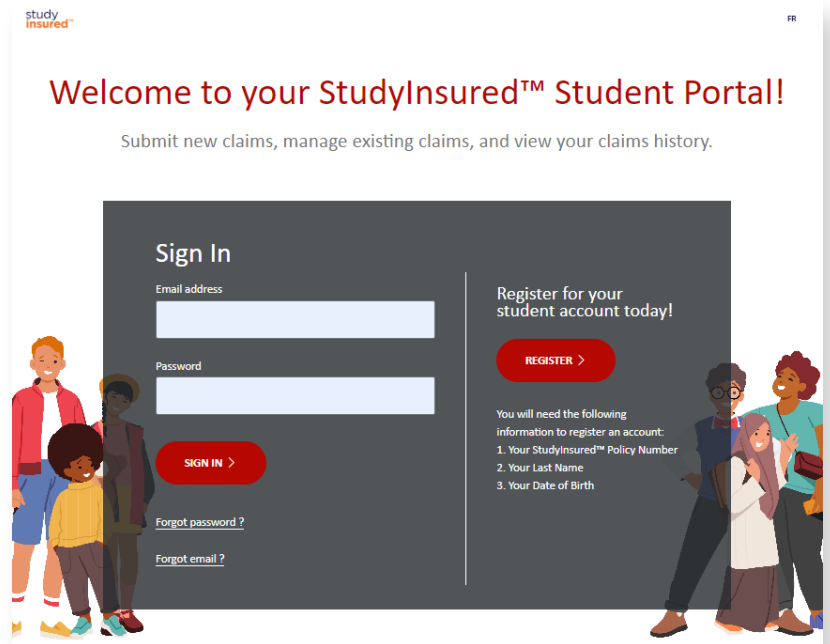 study
insured™
FR
Welcome to your StudyInsured™ Student Portal!
Submit new claims, manage existing claims, and view your claims history.
Sign In
Email address
Password
SIGN IN >
Forgot password ?
Forgot email ?
Register for your
student account today!
REGISTER >
You will need the following
information to register an account:
1. Your StudyInsured™ Policy Number
2. Your Last Name
3. Your Date of Birth